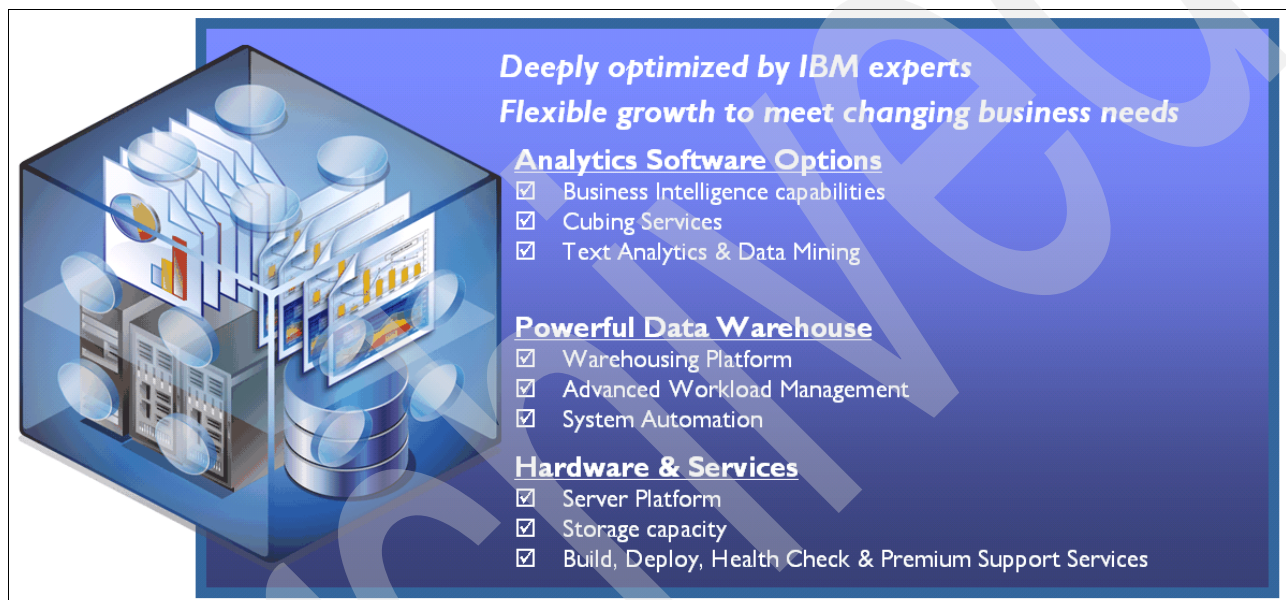 Deeply optimized by IBM experts
Flexible growth to meet changing business needs
Analytics Software Options
☑ Business Intelligence capabilities
☑ Cubing Services
☑ Text Analytics & Data Mining
Powerful Data Warehouse
☑ Warehousing Platform
☑ Advanced Workload Management
☑ System Automation
Hardware & Services
☑ Server Platform
☑ Storage capacity
☑ Build, Deploy, Health Check & Premium Support Services